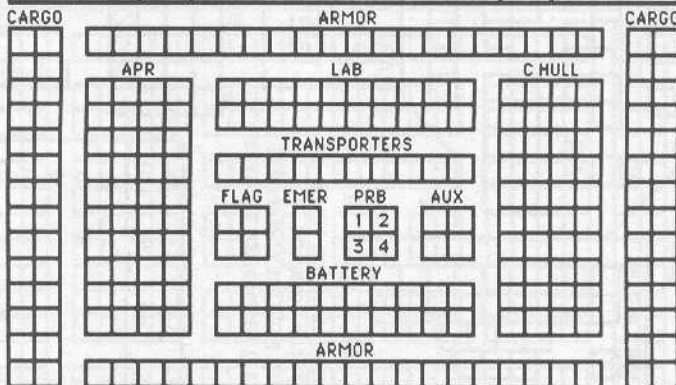 CARGO ARMOR CARGO
APR LAB C HULL
TRANSPORTERS
FLAG EMER PRB AUX
1 2
3 4
BATTERY
ARMOR